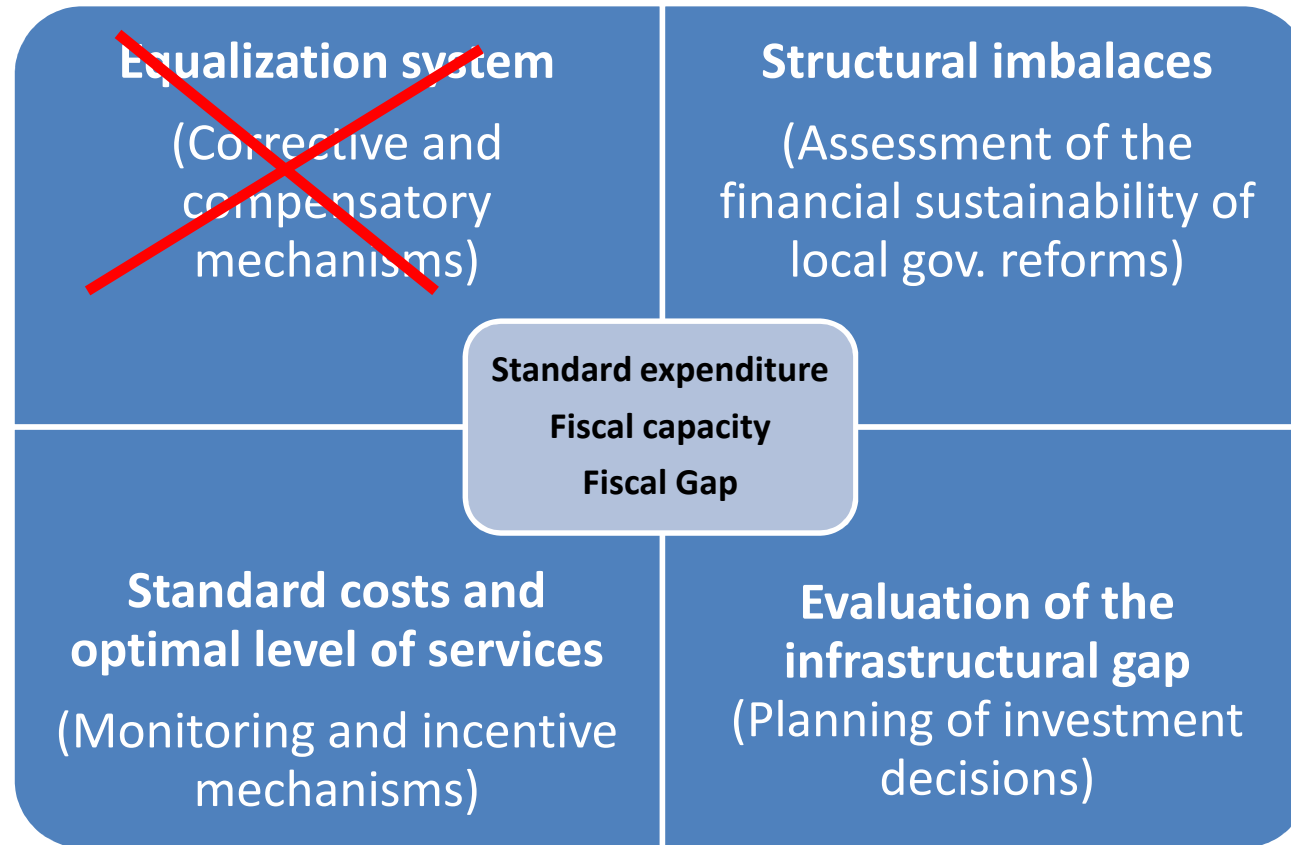 Equalization system
(Corrective and
compensatory
mechanisms)
Structural imbalaces
(Assessment of the
financial sustainability of
local gov. reforms)
Standard expenditure
Fiscal capacity
Fiscal Gap
Standard costs and
optimal level of services
(Monitoring and incentive
mechanisms)
Evaluation of the
infrastructural gap
(Planning of investment
decisions)